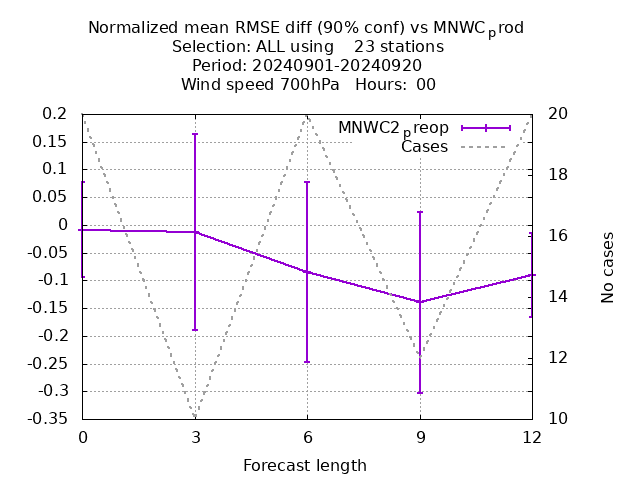 Normalized mean RMSE diff (90% conf) vs MNWCprod
Selection: ALL using 23 stations
Period: 20240901-20240920
Wind speed 700hPa Hours: 00
MNWC2preop
Cases
0.2
0.15
0.1
0.05
0
-0.05
-0.1
-0.15
-0.2
-0.25
-0.3
-0.35
20
18
16
14
12
10
No cases
0 3 6 9 12
Forecast length